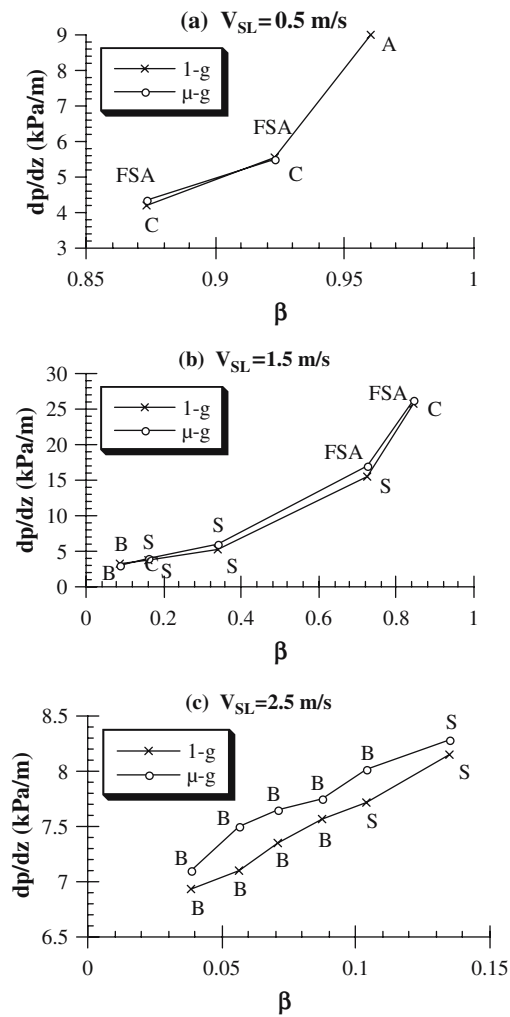 (a) V_SL=0.5 m/s
9
8
7
6
5
4
3
dp/dz (kPa/m)
1-g
μ-g
A
FSA
C
FSA
C
0.85
0.9
0.95
1
β
(b) V_SL=1.5 m/s
30
25
20
15
10
5
0
dp/dz (kPa/m)
1-g
μ-g
FSA
C
FSA
S
S
S
B
S
B
C
S
0
0.2
0.4
0.6
0.8
1
β
(c) V_SL=2.5 m/s
8.5
8
7.5
7
6.5
dp/dz (kPa/m)
1-g
μ-g
S
S
B
S
B
B
B
B
B
B
B
B
0
0.05
0.1
0.15
β